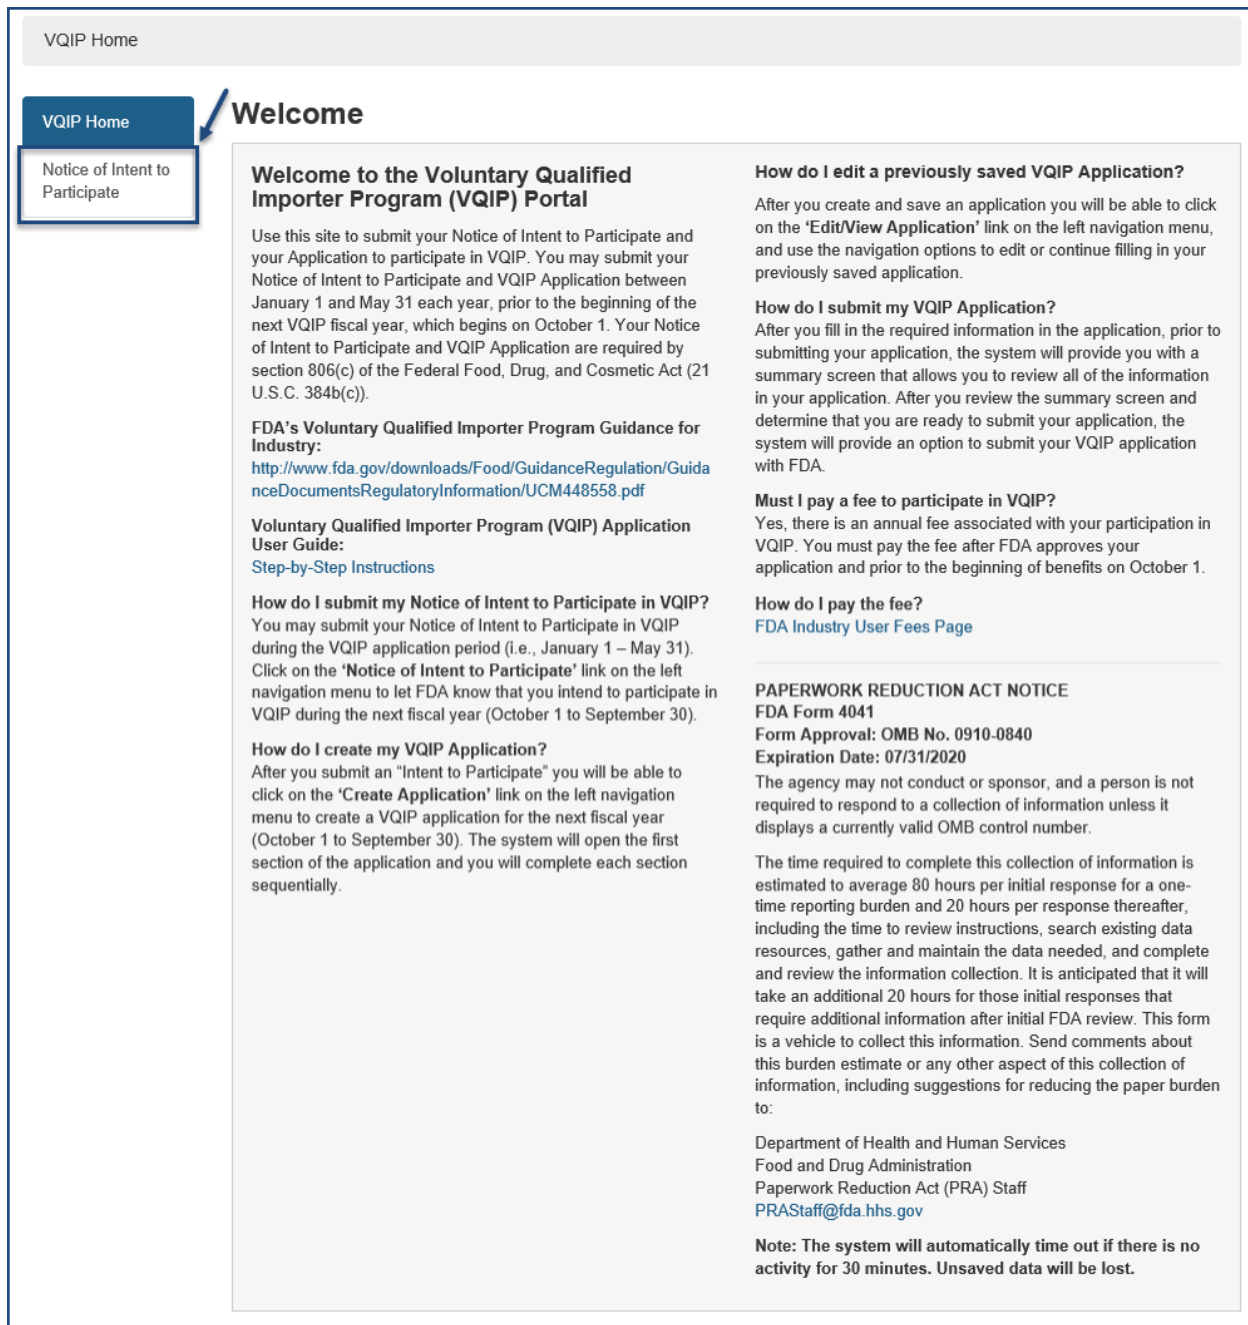 VQIP Home
VQIP Home
Notice of Intent to
Participate
Welcome
Welcome to the Voluntary Qualified
Importer Program (VQIP) Portal
Use this site to submit your Notice of Intent to Participate and
your Application to participate in VQIP. You may submit your
Notice of Intent to Participate and VQIP Application between
January 1 and May 31 each year, prior to the beginning of the
next VQIP fiscal year, which begins on October 1. Your Notice
of Intent to Participate and VQIP Application are required by
section 806(c) of the Federal Food, Drug, and Cosmetic Act (21
U.S.C. 384b(c)).
FDA's Voluntary Qualified Importer Program Guidance for
Industry:
http://www.fda.gov/downloads/Food/GuidanceRegulation/Guida
nceDocumentsRegulatoryInformation/UCM448558.pdf
Voluntary Qualified Importer Program (VQIP) Application
User Guide:
Step-by-Step Instructions
How do I submit my Notice of Intent to Participate in VQIP?
You may submit your Notice of Intent to Participate in VQIP
during the VQIP application period (i.e., January 1 – May 31).
Click on the 'Notice of Intent to Participate' link on the left
navigation menu to let FDA know that you intend to participate in
VQIP during the next fiscal year (October 1 to September 30).
How do I create my VQIP Application?
After you submit an "Intent to Participate" you will be able to
click on the 'Create Application' link on the left navigation
menu to create a VQIP application for the next fiscal year
(October 1 to September 30). The system will open the first
section of the application and you will complete each section
sequentially.
How do I edit a previously saved VQIP Application?
After you create and save an application you will be able to click
on the 'Edit/View Application' link on the left navigation menu,
and use the navigation options to edit or continue filling in your
previously saved application.
How do I submit my VQIP Application?
After you fill in the required information in the application, prior to
submitting your application, the system will provide you with a
summary screen that allows you to review all of the information
in your application. After you review the summary screen and
determine that you are ready to submit your application, the
system will provide an option to submit your VQIP application
with FDA.
Must I pay a fee to participate in VQIP?
Yes, there is an annual fee associated with your participation in
VQIP. You must pay the fee after FDA approves your
application and prior to the beginning of benefits on October 1.
How do I pay the fee?
FDA Industry User Fees Page
PAPERWORK REDUCTION ACT NOTICE
FDA Form 4041
Form Approval: OMB No. 0910-0840
Expiration Date: 07/31/2020
The agency may not conduct or sponsor, and a person is not
required to respond to a collection of information unless it
displays a currently valid OMB control number.
The time required to complete this collection of information is
estimated to average 80 hours per initial response for a one-
time reporting burden and 20 hours per response thereafter,
including the time to review instructions, search existing data
resources, gather and maintain the data needed, and complete
and review the information collection. It is anticipated that it will
take an additional 20 hours for those initial responses that
require additional information after initial FDA review. This form
is a vehicle to collect this information. Send comments about
this burden estimate or any other aspect of this collection of
information, including suggestions for reducing the paper burden
to:
Department of Health and Human Services
Food and Drug Administration
Paperwork Reduction Act (PRA) Staff
PRAStaff@fda.hhs.gov
Note: The system will automatically time out if there is no
activity for 30 minutes. Unsaved data will be lost.